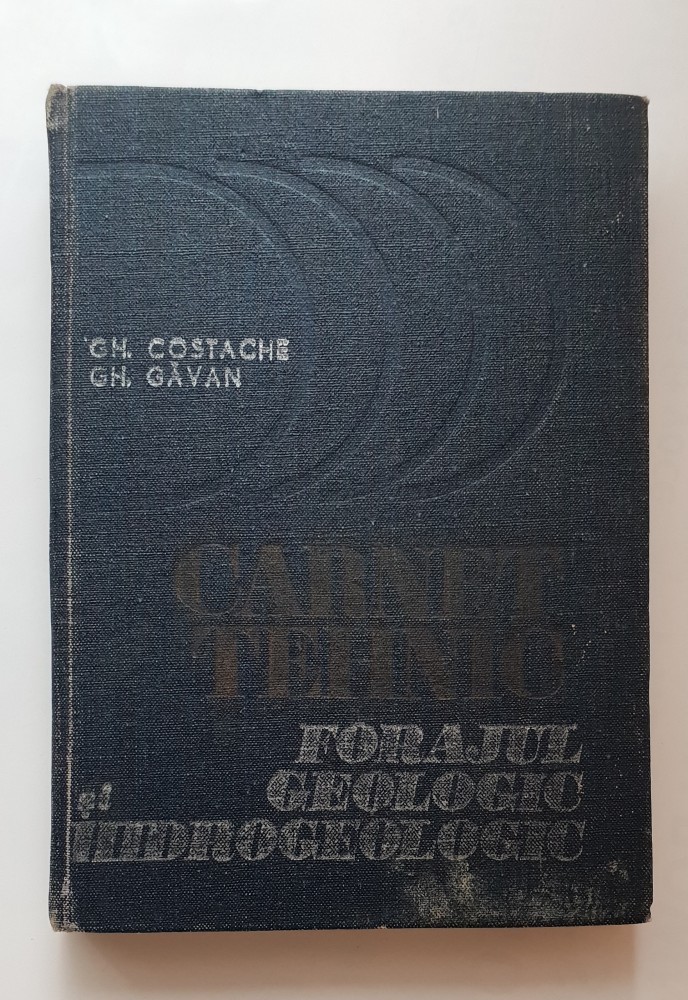 GH. COSTACHE
GH. GĂVAN
CARNET
TEHNIC
FORAJUL
GEOLOGIC
și
HIDROGEOLOGIC